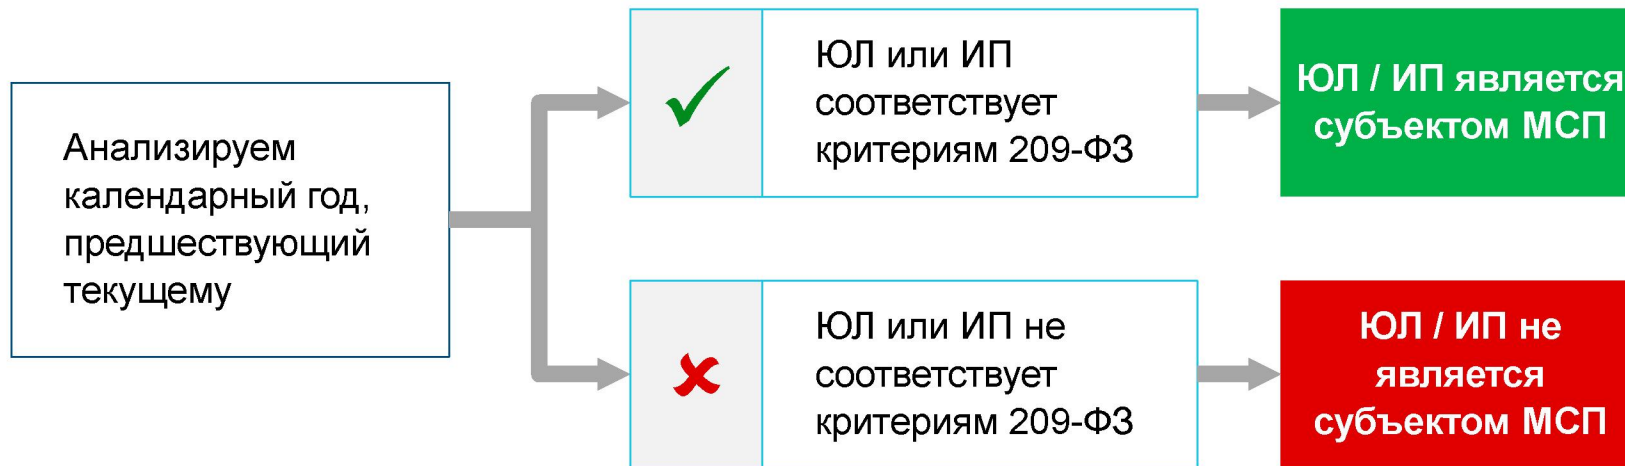 Анализируем
календарный год,
предшествующий
текущему
ЮЛ или ИП
соответствует
критериям 209-ФЗ
ЮЛ / ИП является
субъектом МСП
ЮЛ или ИП не
соответствует
критериям 209-ФЗ
ЮЛ / ИП не
является
субъектом МСП